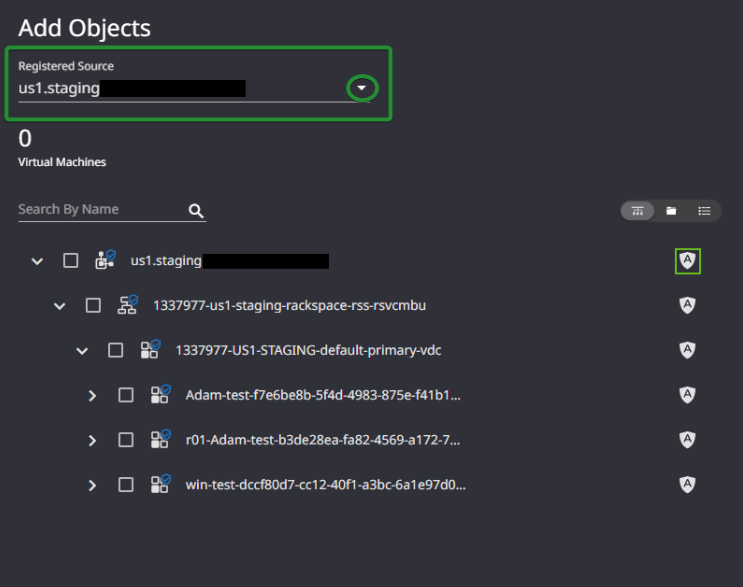 Add Objects
Registered Source
us1.staging
0
Virtual Machines
Search By Name
us1.staging
A
1337977-us1-staging-rackspace-rss-rsvcmbu
A
1337977-US1-STAGING-default-primary-vdc
A
Adam-test-f7e6be8b-5f4d-4983-875e-f41b1...
A
r01-Adam-test-b3de28ea-fa82-4569-a172-7...
A
win-test-dccf80d7-cc12-40f1-a3bc-6a1e97d0...
A